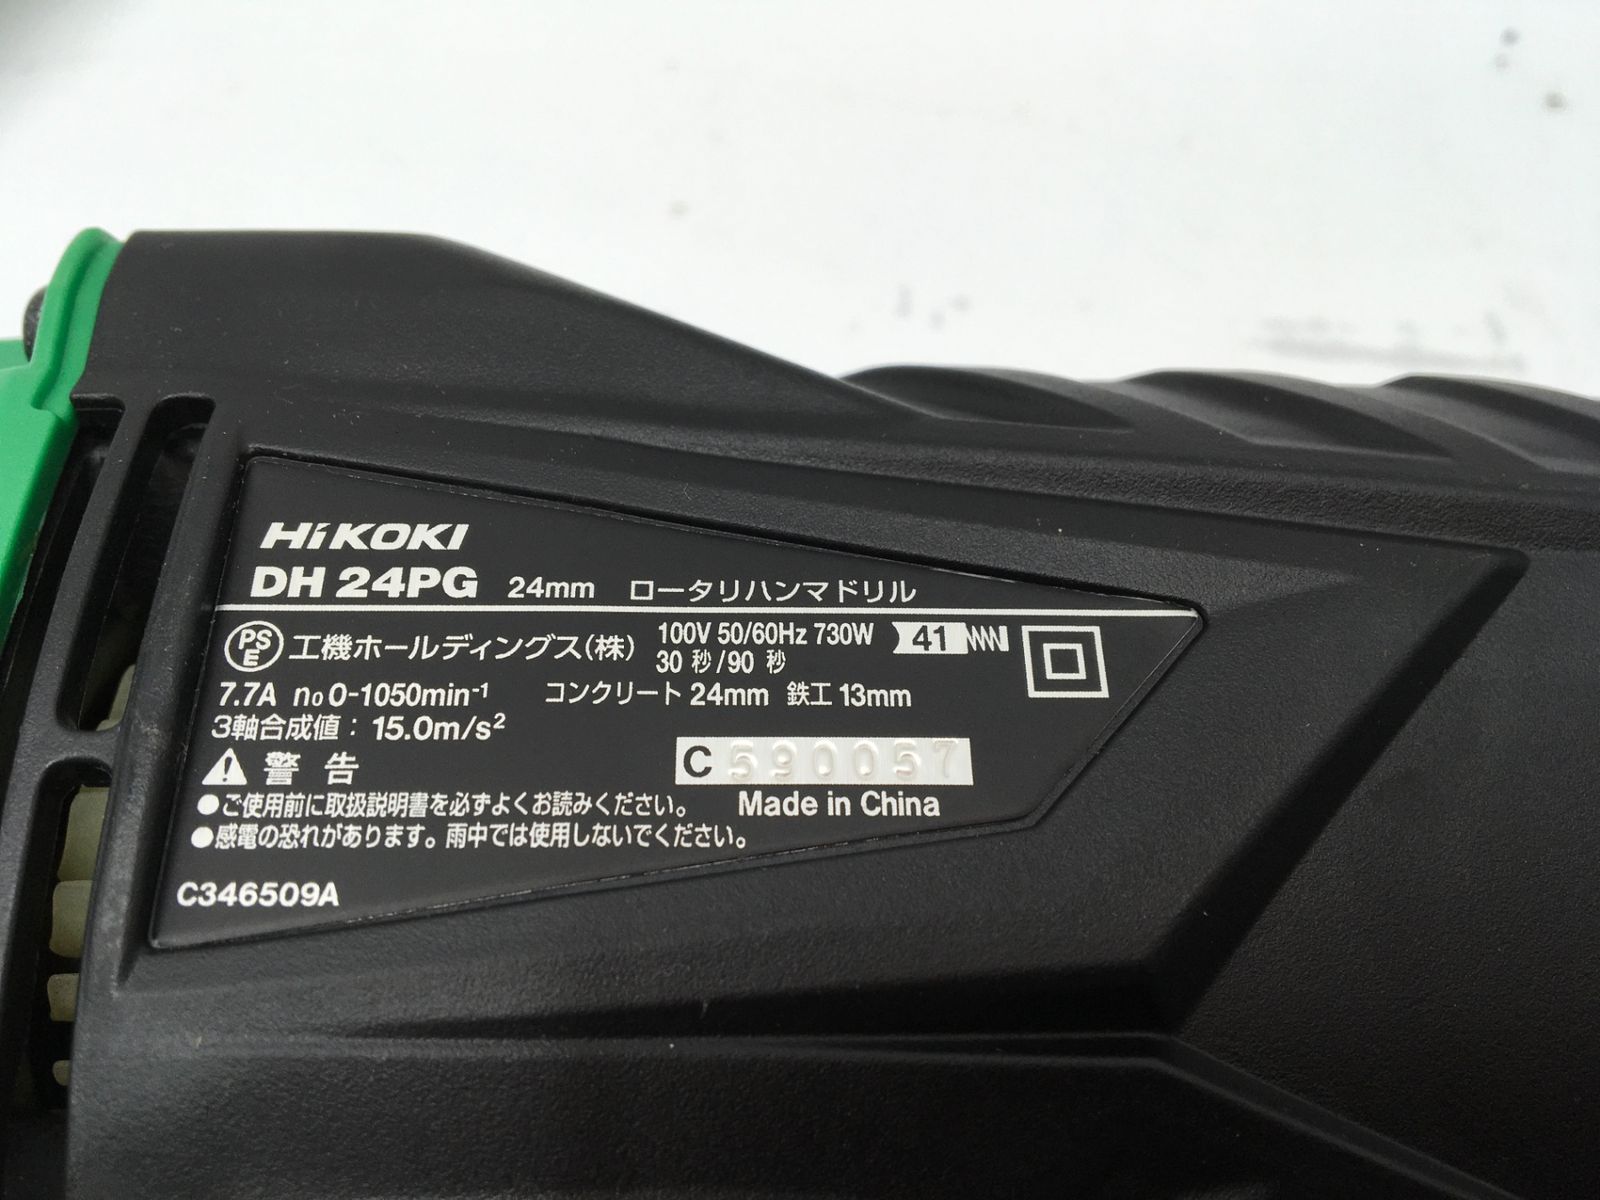 HiKOKI
DH 24PG 24mm ロータリハンマドリル
PSE 工機ホールディングス(株) 100V 50/60Hz 730W 41
30 秒/90 秒
7.7A n₀ 0-1050min⁻¹ コンクリート 24mm 鉄工 13mm
3軸合成値: 15.0m/s²
警 告 C 590057
●ご使用前に取扱説明書を必ずよくお読みください。 Made in China
●感電の恐れがあります。雨中では使用しないでください。
C346509A